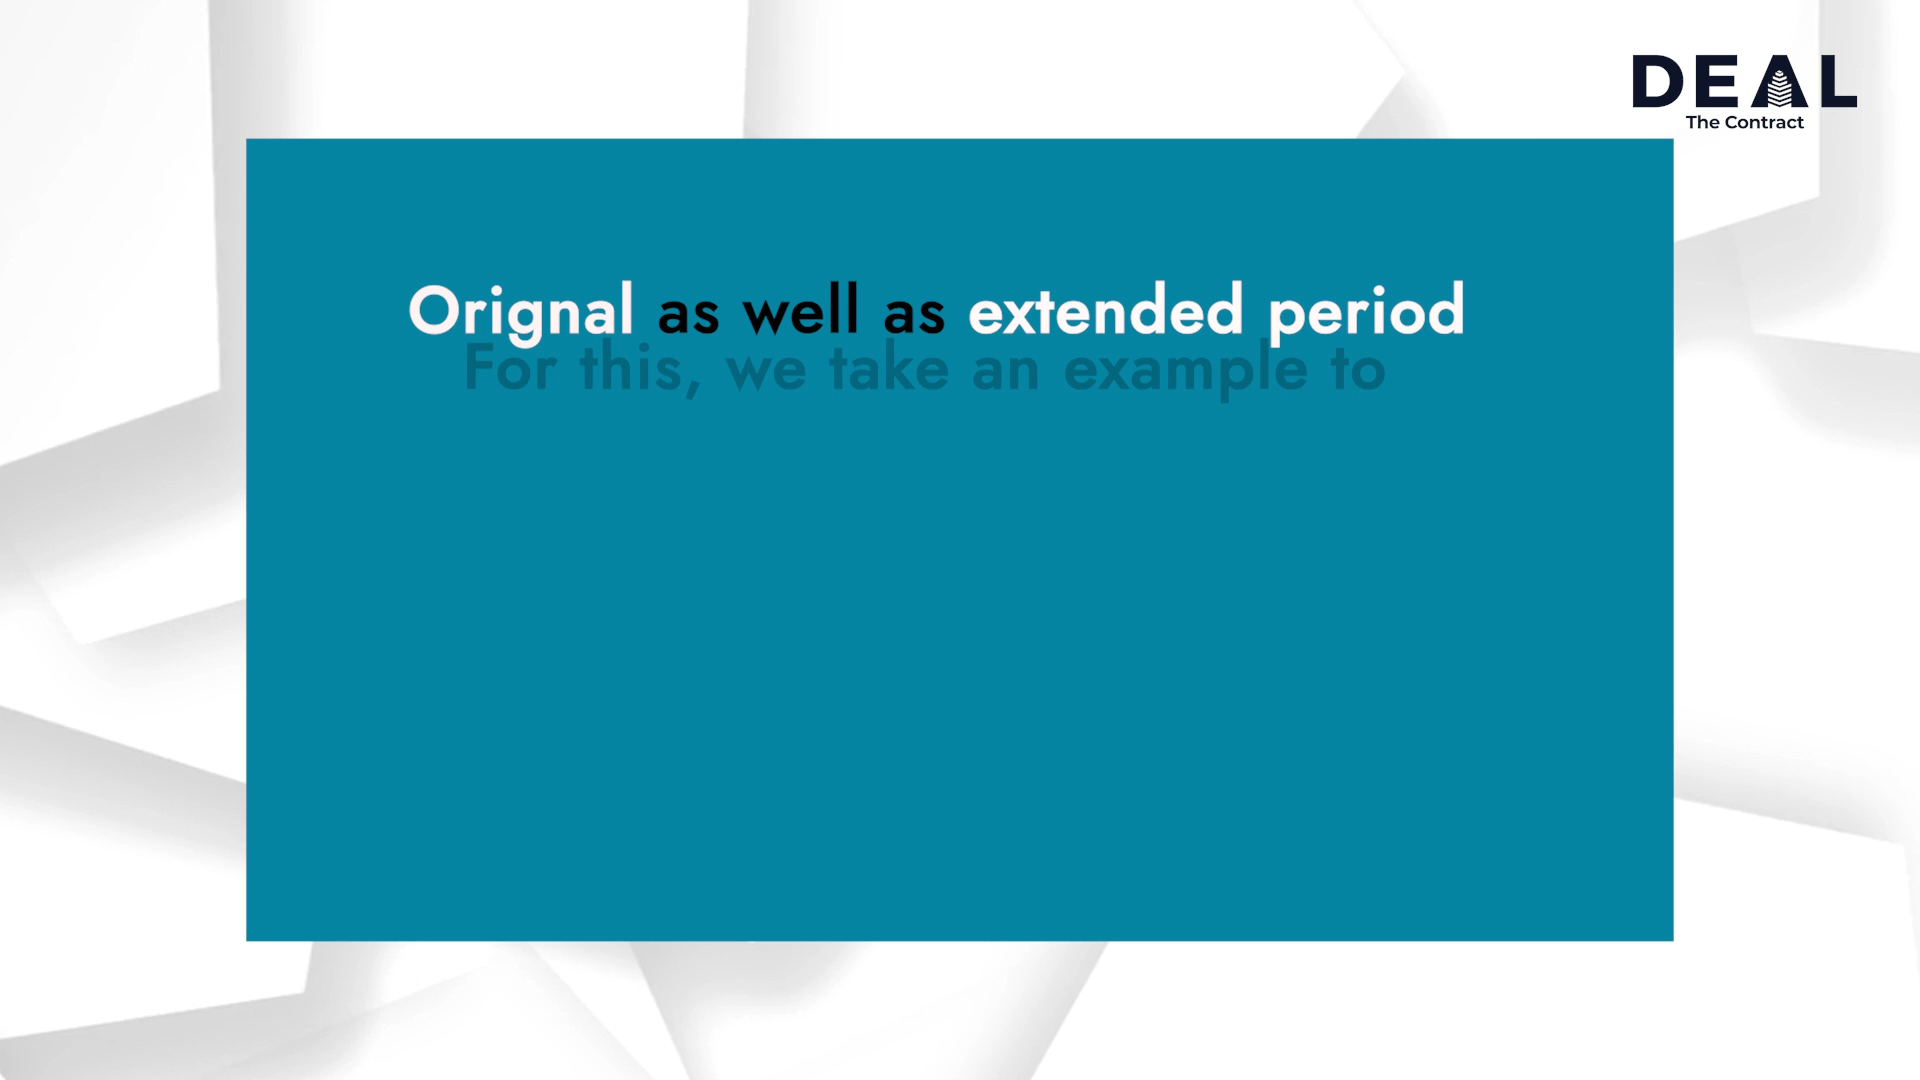 DEAL
The Contract
Orignal as well as extended period
For this, we take an example to